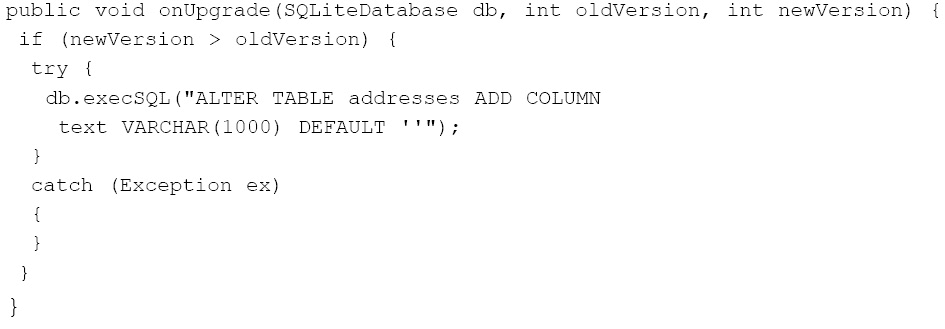 public void onUpgrade(SQLiteDatabase db, int oldVersion, int newVersion) {
if (newVersion > oldVersion) {
try {
db.execSQL("ALTER TABLE addresses ADD COLUMN
text VARCHAR(1000) DEFAULT ''");
}
catch (Exception ex)
{
}
}
}